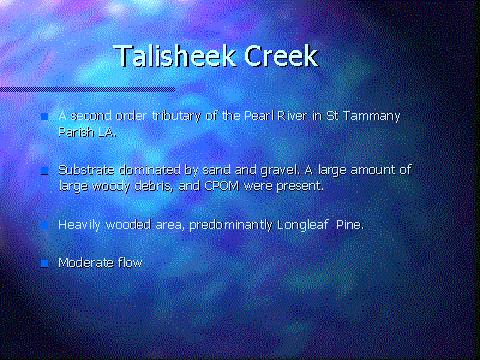 Talisheek Creek
A second order tributary of the Pearl River in St Tammany
Parish LA.
Substrate dominated by sand and gravel. A large amount of
large woody debris, and CPOM were present.
Heavily wooded area, predominantly Longleaf Pine.
Moderate flow